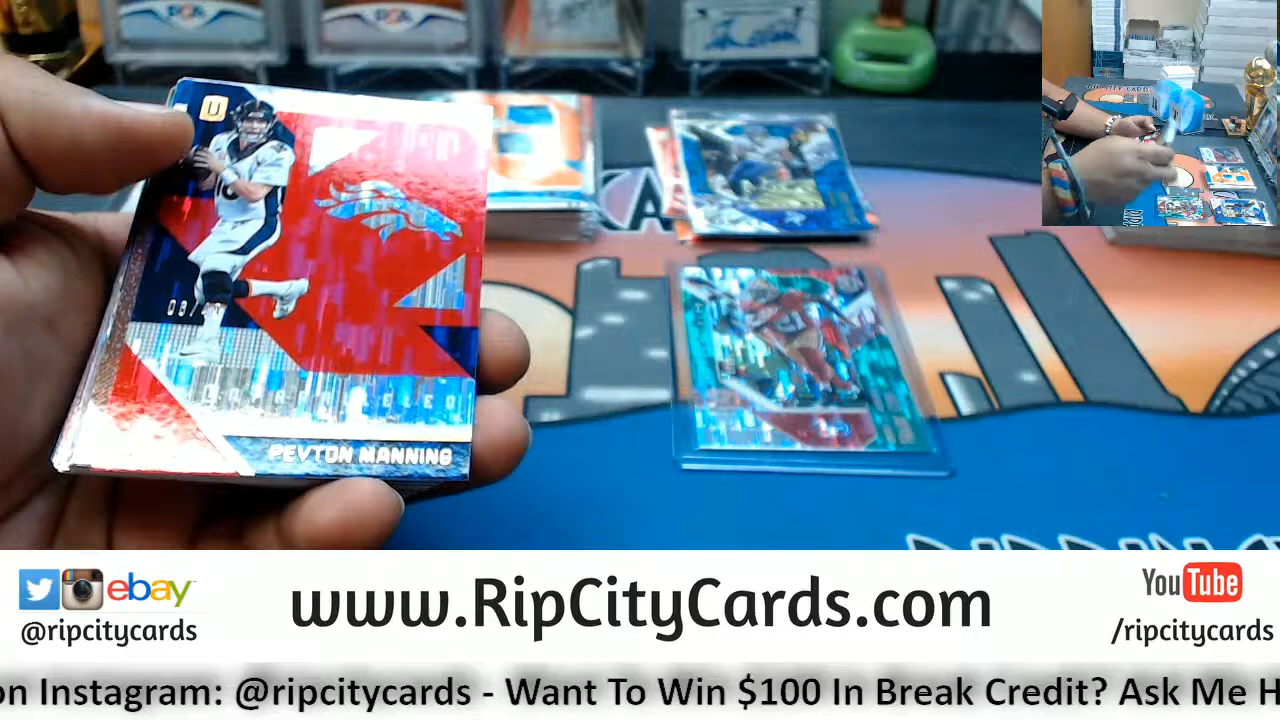 U
PEYTON MANNING
ebay
@ripcitycards
www.RipCityCards.com
YouTube
/ripcitycards
on Instagram: @ripcitycards - Want To Win $100 In Break Credit? Ask Me H